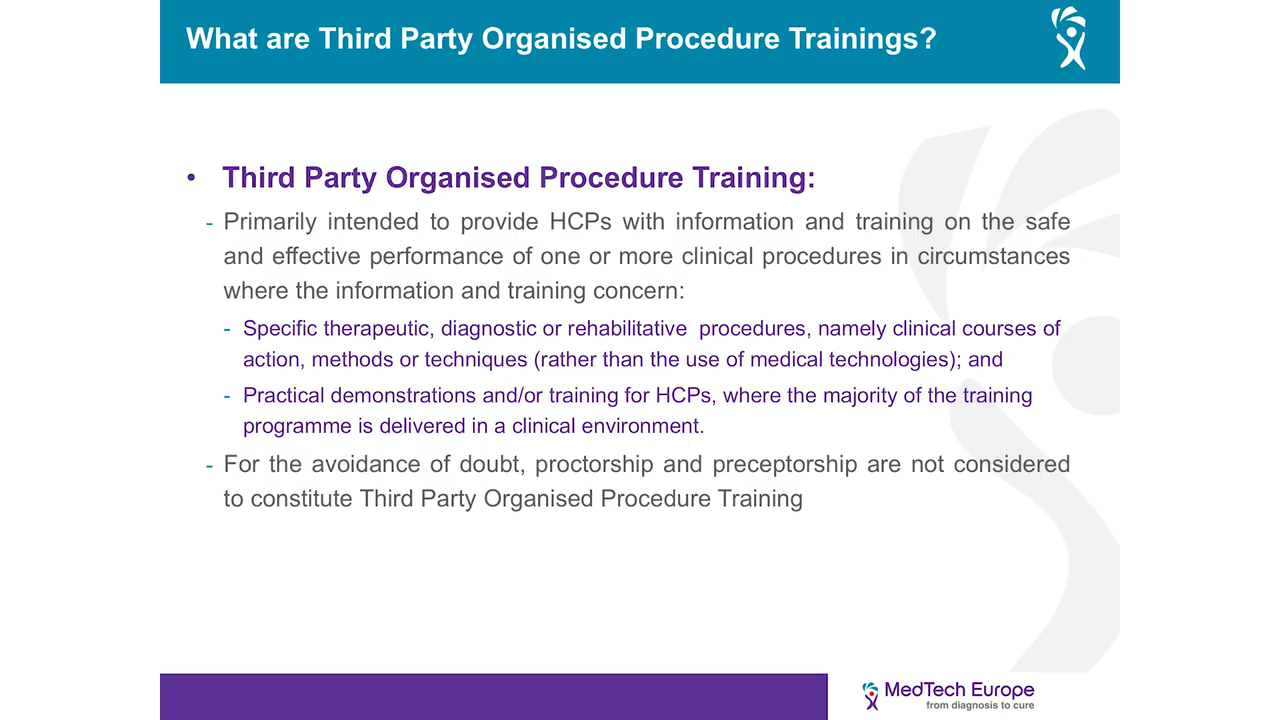 What are Third Party Organised Procedure Trainings?
• Third Party Organised Procedure Training:
- Primarily intended to provide HCPs with information and training on the safe
and effective performance of one or more clinical procedures in circumstances
where the information and training concern:
- Specific therapeutic, diagnostic or rehabilitative  procedures, namely clinical courses of
action, methods or techniques (rather than the use of medical technologies); and
- Practical demonstrations and/or training for HCPs, where the majority of the training
programme is delivered in a clinical environment.
- For the avoidance of doubt, proctorship and preceptorship are not considered
to constitute Third Party Organised Procedure Training
MedTech Europe
from diagnosis to cure